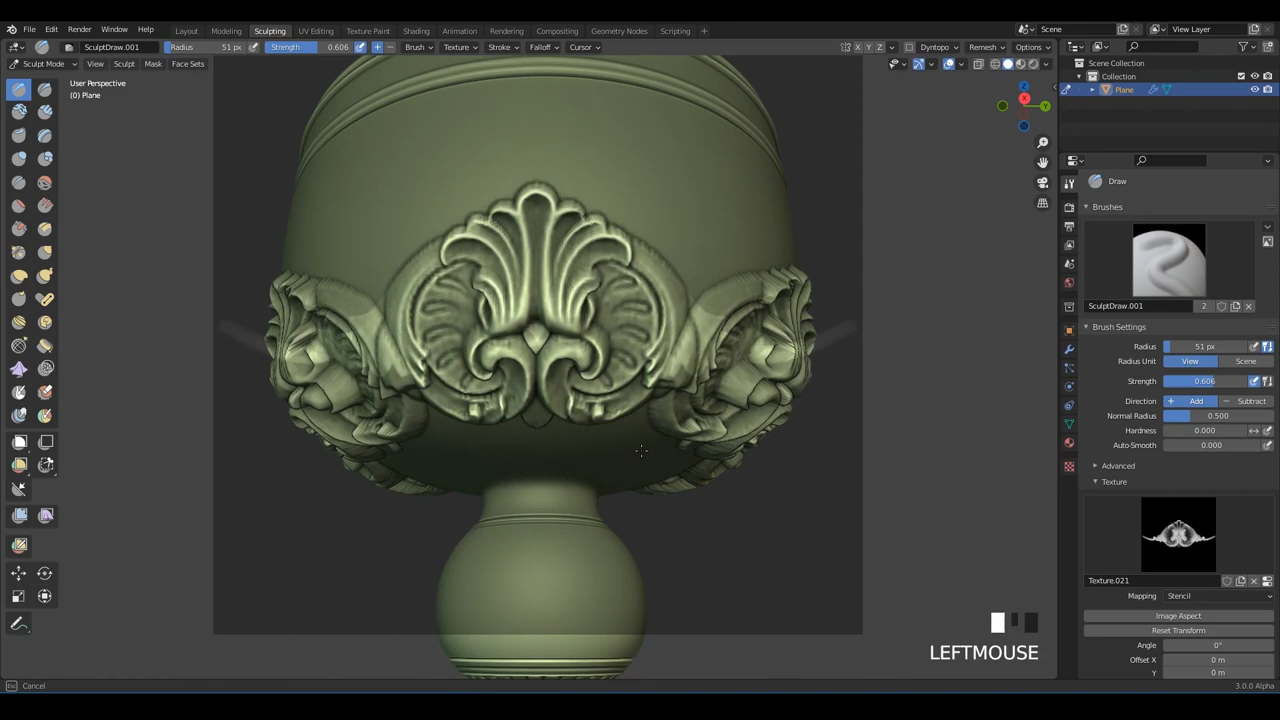 File Edit Render Window Help Layout Modeling Sculpting UV Editing Texture Paint Shading Animation Rendering Compositing Geometry Nodes Scripting + Scene View Layer
SculptDraw.001 Radius 51 px Strength 0.606 + − Brush Texture Stroke Falloff Cursor X Y Z Dyntopo Remesh Options
Sculpt Mode View Sculpt Mask Face Sets
User Perspective
(0) Plane
Z
X
Y
LEFTMOUSE
Cancel
3.0.0 Alpha
Scene Collection
Collection
Plane
Draw
Brushes
SculptDraw.001 2
Brush Settings
Radius 51 px
Radius Unit View Scene
Strength 0.606
Direction + Add − Subtract
Normal Radius 0.500
Hardness 0.000
Auto-Smooth 0.000
Advanced
Texture
Texture.021
Mapping Stencil
Image Aspect
Reset Transform
Angle 0°
Offset X 0 m
Y 0 m